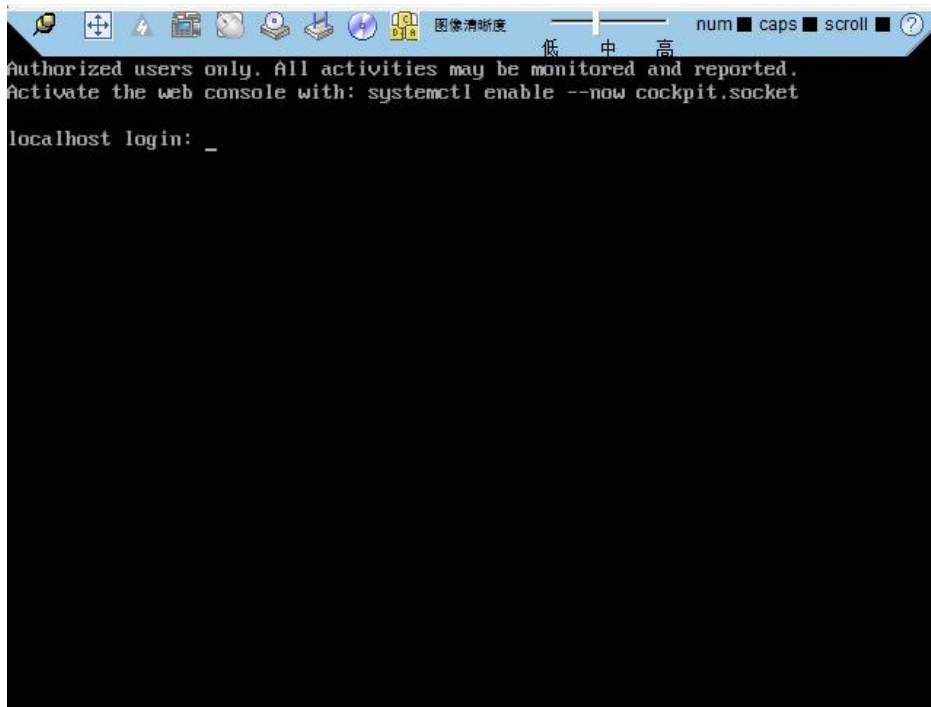 图像清晰度 num caps scroll ?
低 中 高
Authorized users only. All activities may be monitored and reported.
Activate the web console with: systemctl enable --now cockpit.socket
localhost login: _